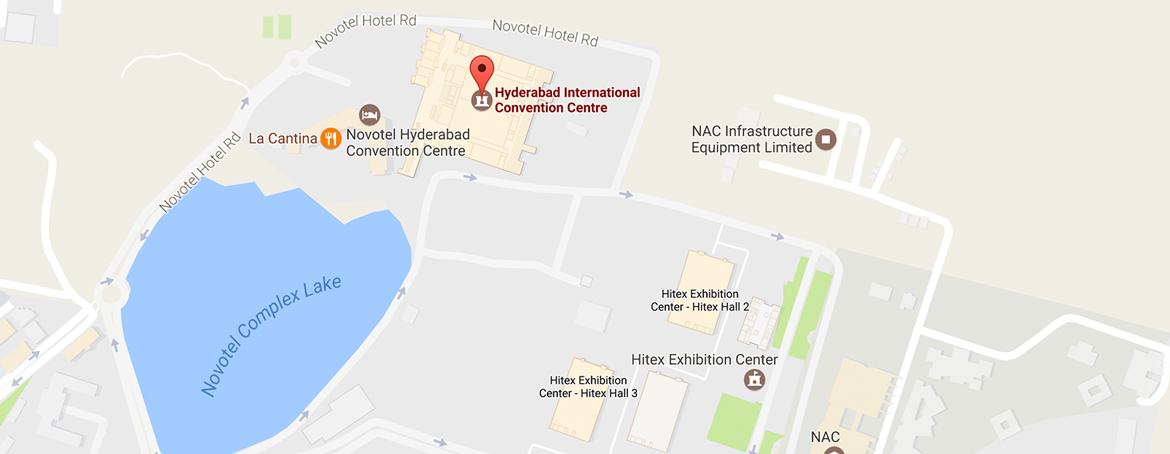 Novotel Hotel Rd
Novotel Hotel Rd
Hyderabad International
Convention Centre
La Cantina
Novotel Hyderabad
Convention Centre
NAC Infrastructure
Equipment Limited
Novotel Hotel Rd
Novotel Complex Lake
Hitex Exhibition
Center - Hitex Hall 2
Hitex Exhibition Center
Hitex Exhibition
Center - Hitex Hall 3
NAC